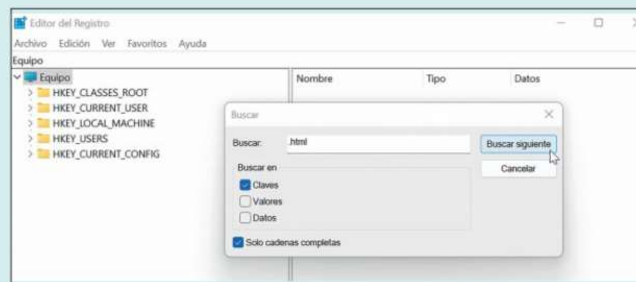 Editor del Registro
Archivo Edición Ver Favoritos Ayuda
Equipo
Equipo
HKEY_CLASSES_ROOT
HKEY_CURRENT_USER
HKEY_LOCAL_MACHINE
HKEY_USERS
HKEY_CURRENT_CONFIG
Nombre Tipo Datos
Buscar
Buscar: .html
Buscar siguiente
Cancelar
Buscar en
Claves
Valores
Datos
Solo cadenas completas